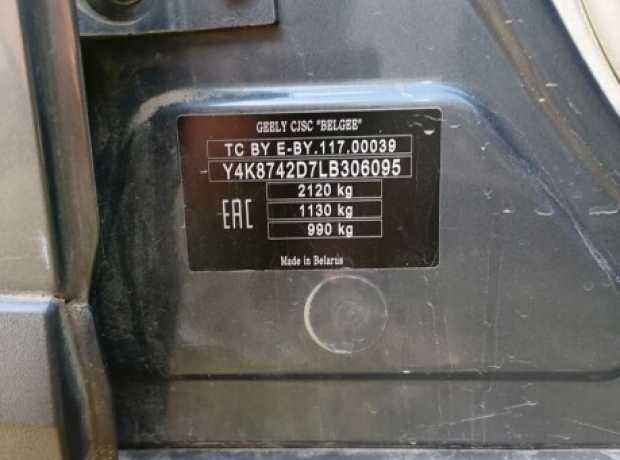 GEELY CJSC "BELGEE"
TC BY E-BY.117.00039
Y4K8742D7LB306095
2120 kg
EAC
1130 kg
990 kg
Made in Belarus